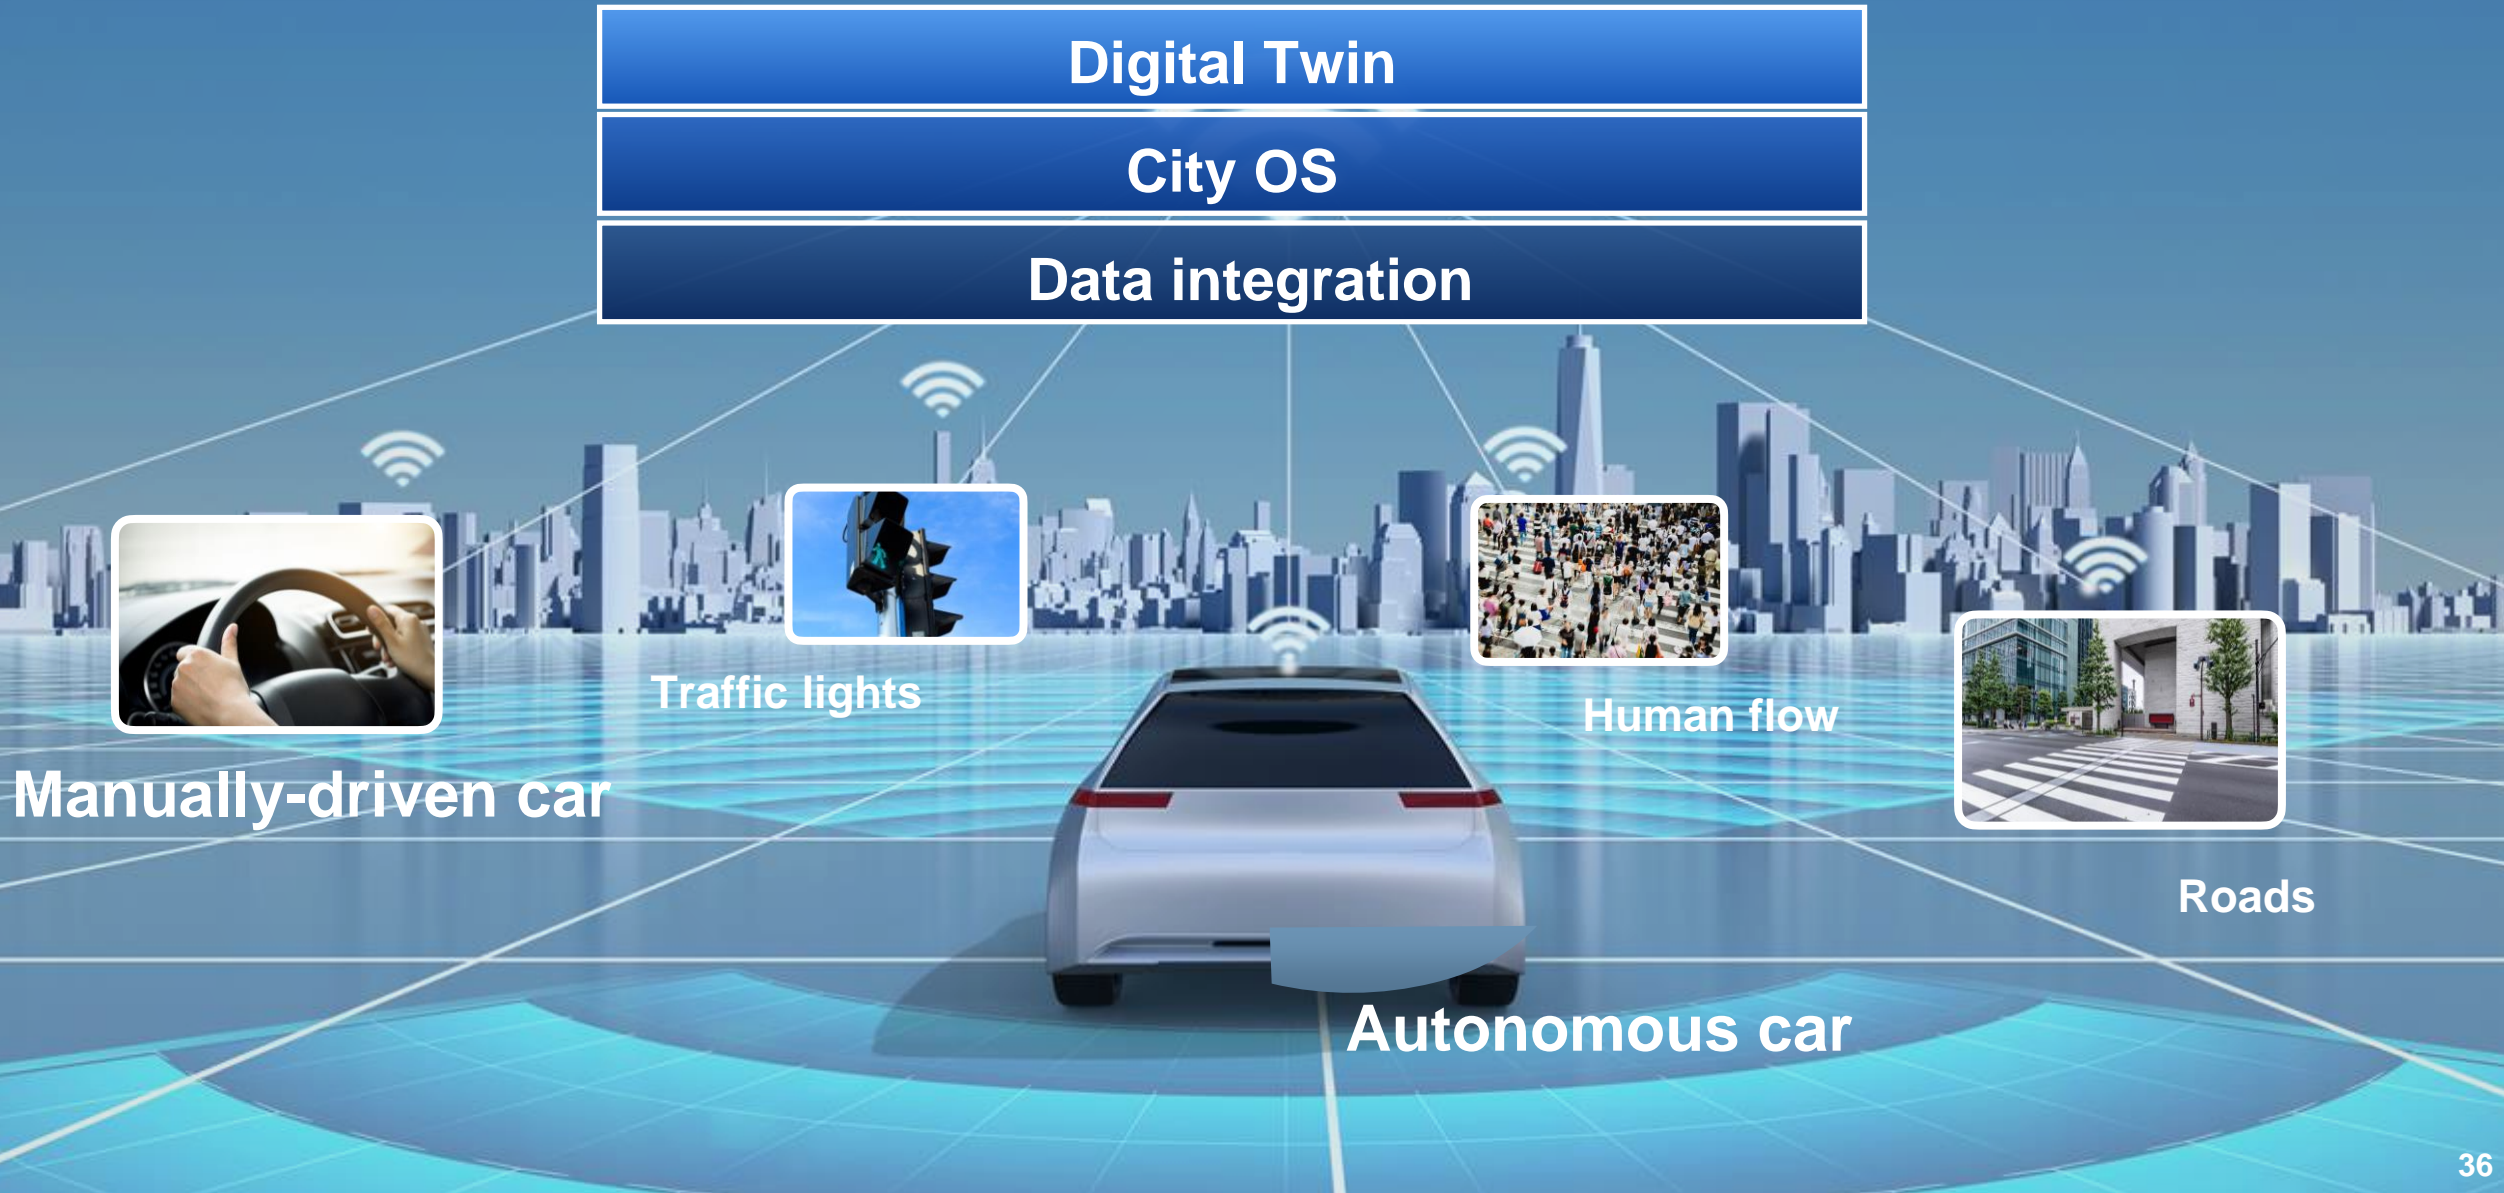 Digital Twin
City OS
Data integration
Traffic lights
Human flow
Manually-driven car
Roads
Autonomous car
36